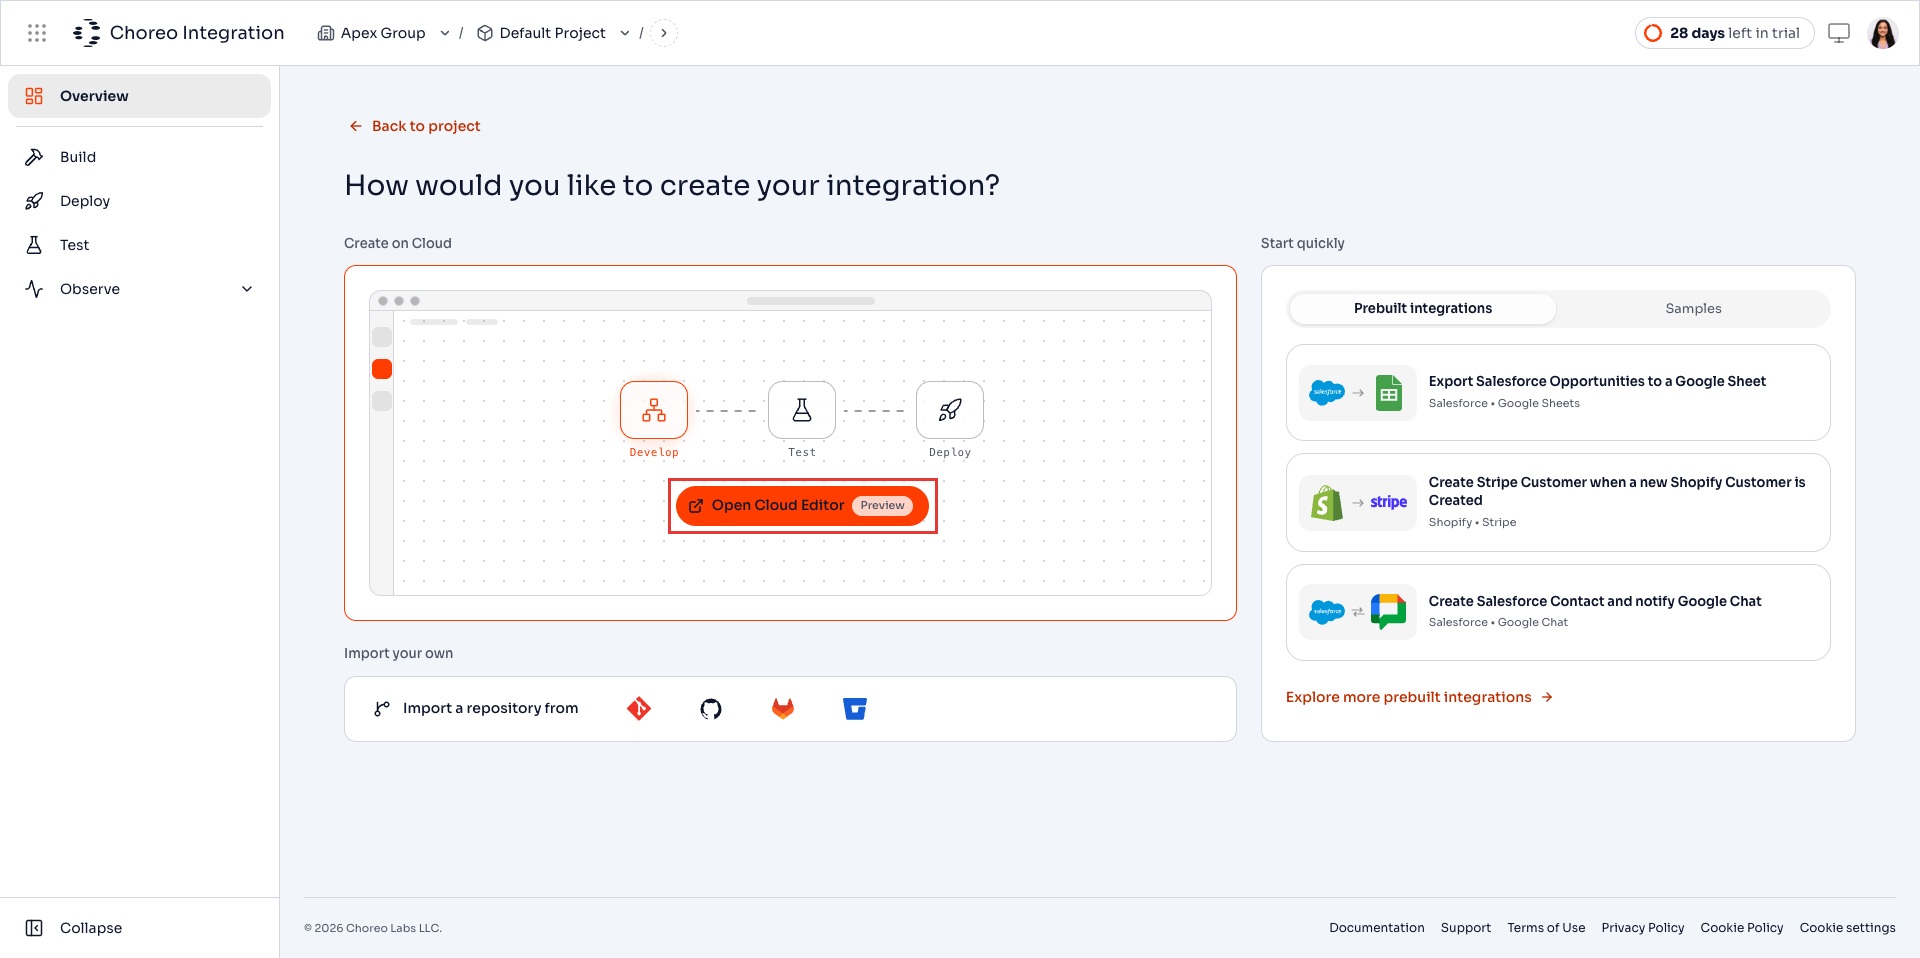 Choreo Integration
Apex Group
/
Default Project
/
28 days left in trial
Overview
Build
Deploy
Test
Observe
Collapse
Back to project
How would you like to create your integration?
Create on Cloud
Develop
Test
Deploy
Open Cloud Editor Preview
Import your own
Import a repository from
Start quickly
Prebuilt integrations
Samples
salesforce
Export Salesforce Opportunities to a Google Sheet
Salesforce • Google Sheets
stripe
Create Stripe Customer when a new Shopify Customer is
Created
Shopify • Stripe
salesforce
Create Salesforce Contact and notify Google Chat
Salesforce • Google Chat
Explore more prebuilt integrations
© 2026 Choreo Labs LLC.
Documentation
Support
Terms of Use
Privacy Policy
Cookie Policy
Cookie settings